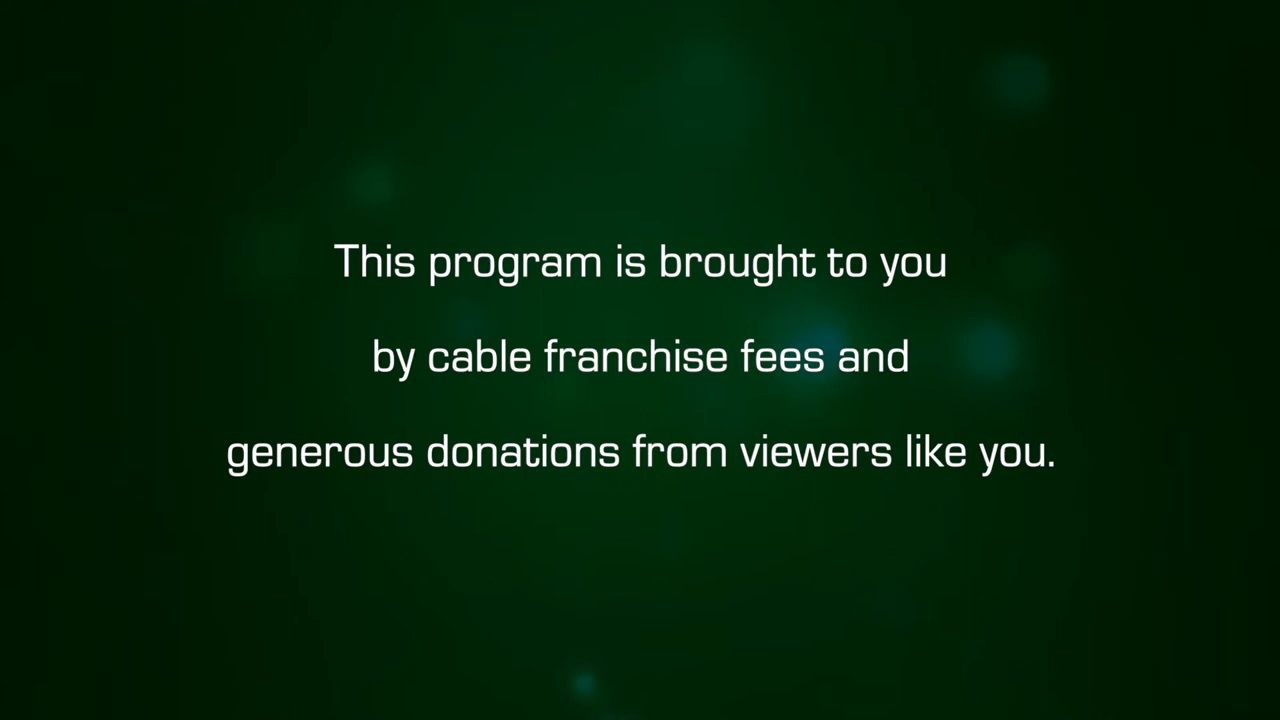 This program is brought to you
by cable franchise fees and
generous donations from viewers like you.